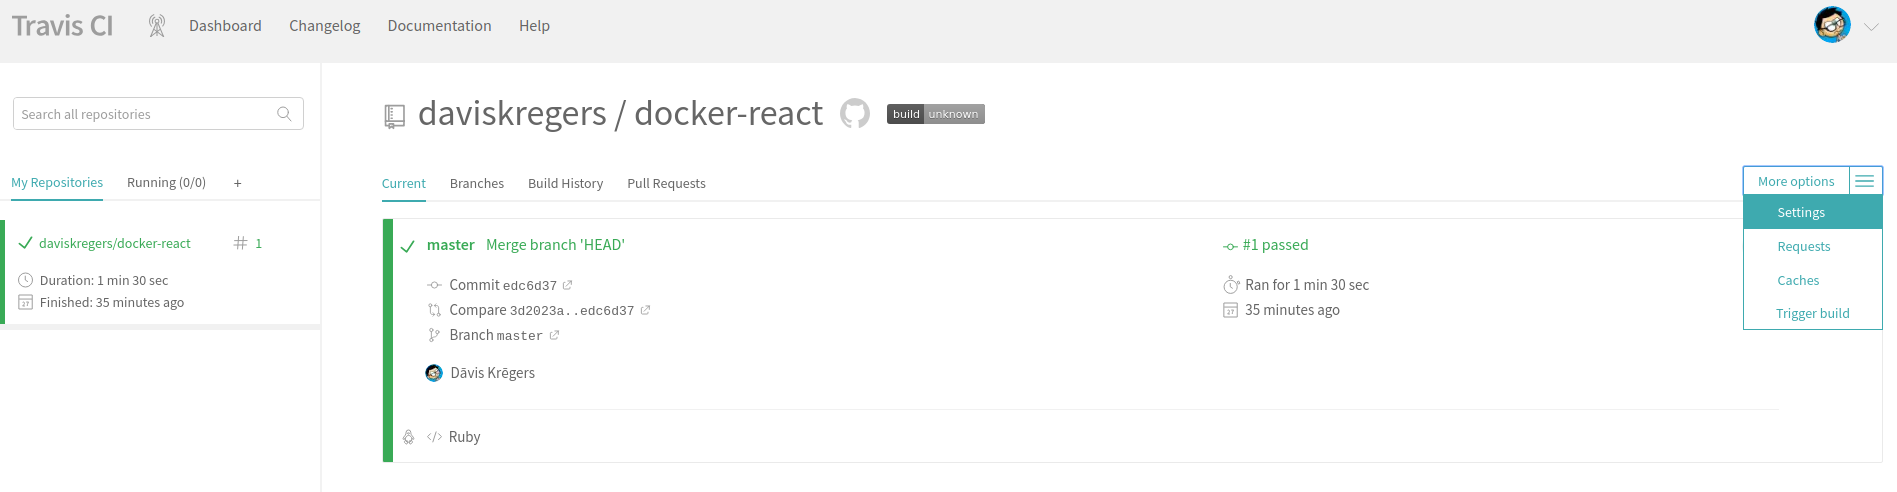 Travis CI
Dashboard Changelog Documentation Help
Search all repositories
daviskregers / docker-react
build unknown
My Repositories Running (0/0) +
Current Branches Build History Pull Requests
More options
Settings
Requests
Caches
Trigger build
daviskregers/docker-react # 1
Duration: 1 min 30 sec
Finished: 35 minutes ago
master Merge branch 'HEAD'
#1 passed
Commit edc6d37
Ran for 1 min 30 sec
Compare 3d2023a..edc6d37
35 minutes ago
Branch master
Dāvis Krēgers
</> Ruby